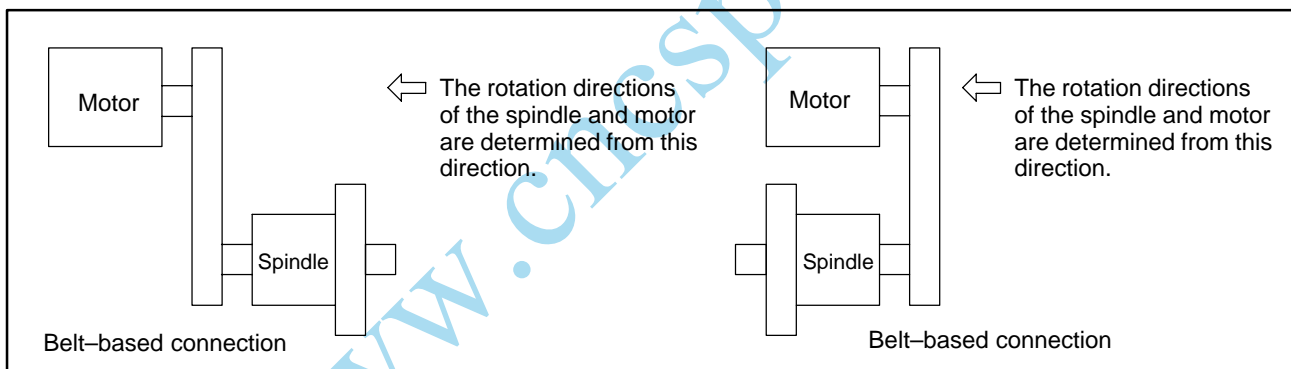 Motor
The rotation directions
of the spindle and motor
are determined from this
direction.
Spindle
Belt–based connection
Motor
The rotation directions
of the spindle and motor
are determined from this
direction.
Spindle
Belt–based connection
w.cncsp